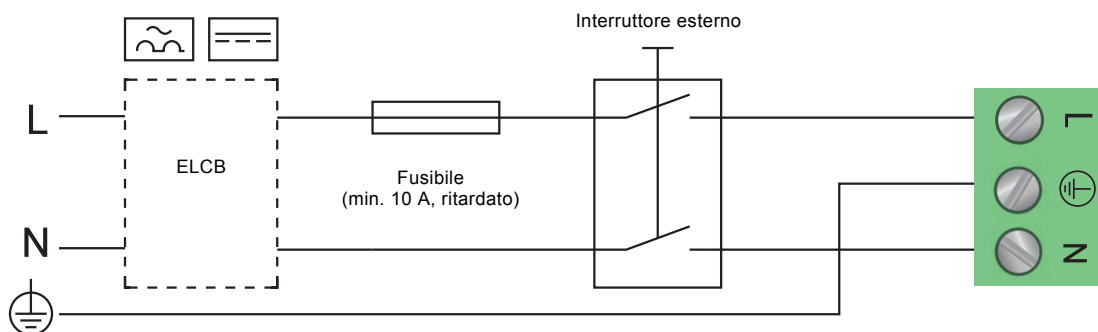 Interruttore esterno
L
ELCB
Fusibile
(min. 10 A, ritardato)
L
N
N